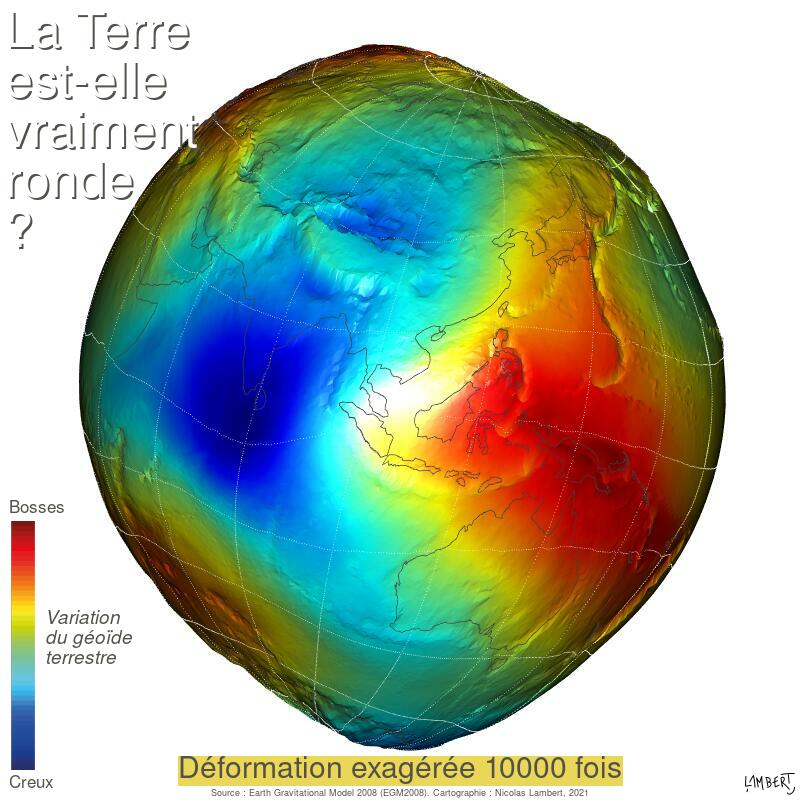 La Terre
est-elle
vraiment
ronde
?
Bosses
Variation
du géoïde
terrestre
Creux
Déformation exagérée 10000 fois
Source : Earth Gravitational Model 2008 (EGM2008). Cartographie : Nicolas Lambert, 2021
LAMBERT